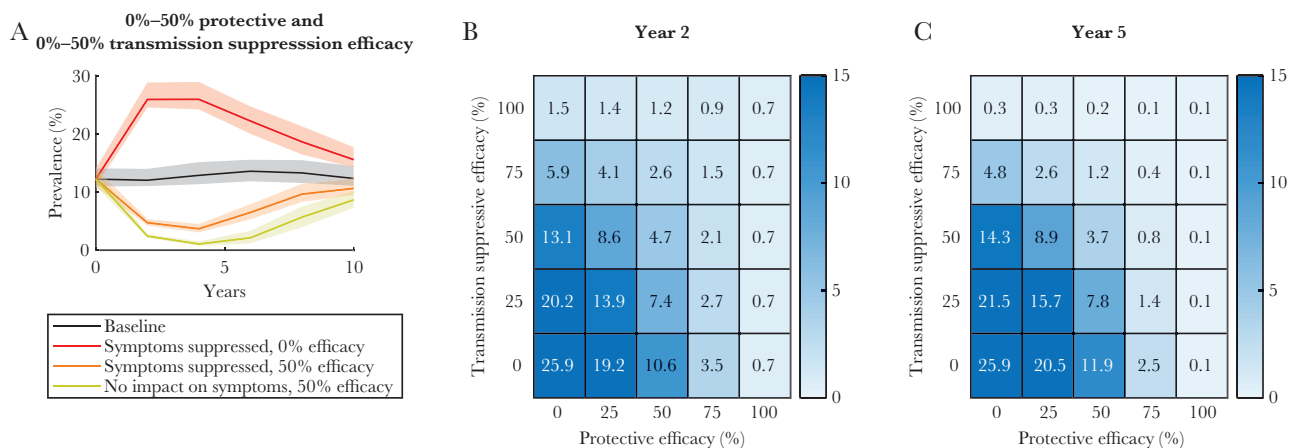 A
0%–50% protective and
0%–50% transmission suppresssion efficacy
30
20
10
0
Prevalence (%)
0 5 10
Years
Baseline
Symptoms suppressed, 0% efficacy
Symptoms suppressed, 50% efficacy
No impact on symptoms, 50% efficacy
B
Year 2
Transmission suppressive efficacy (%)
100 1.5 1.4 1.2 0.9 0.7
75 5.9 4.1 2.6 1.5 0.7
50 13.1 8.6 4.7 2.1 0.7
25 20.2 13.9 7.4 2.7 0.7
0 25.9 19.2 10.6 3.5 0.7
0 25 50 75 100
Protective efficacy (%)
15
10
5
0
C
Year 5
Transmission suppressive efficacy (%)
100 0.3 0.3 0.2 0.1 0.1
75 4.8 2.6 1.2 0.4 0.1
50 14.3 8.9 3.7 0.8 0.1
25 21.5 15.7 7.8 1.4 0.1
0 25.9 20.5 11.9 2.5 0.1
0 25 50 75 100
Protective efficacy (%)
15
10
5
0